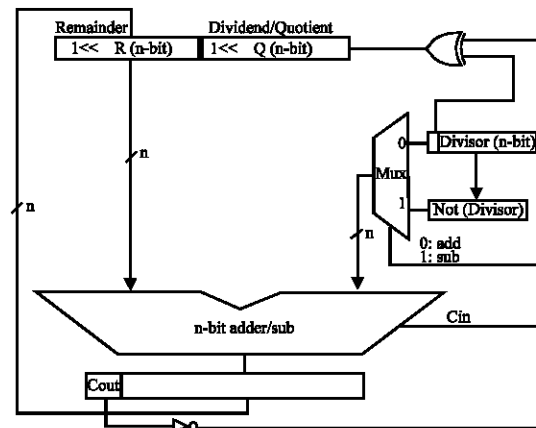 Remainder
Dividend/Quotient
1<< R (n-bit)
1<< Q (n-bit)
n
n
n
0
Mux
1
Divisor (n-bit)
Not (Divisor)
0: add
1: sub
n-bit adder/sub
Cin
Cout